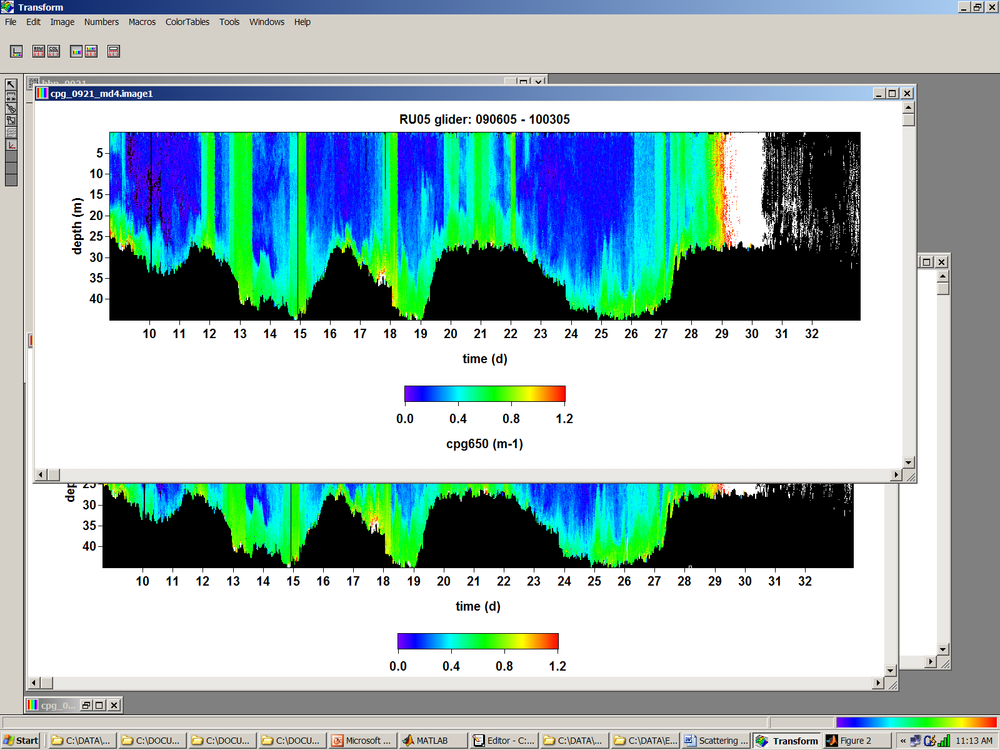 Transform
File Edit Image Numbers Macros ColorTables Tools Windows Help
ROW COL
bbp_0921
cpg_0921_md4.image1
RU05 glider: 090605 - 100305
depth (m)
5
10
15
20
25
30
35
40
10 11 12 13 14 15 16 17 18 19 20 21 22 23 24 25 26 27 28 29 30 31 32
time (d)
0.0 0.4 0.8 1.2
cpg650 (m-1)
dep
25
30
35
40
10 11 12 13 14 15 16 17 18 19 20 21 22 23 24 25 26 27 28 29 30 31 32
time (d)
0.0 0.4 0.8 1.2
cpg_0...
Start C:\DATA\... C:\DOCU... C:\DOCU... C:\DOCU... Microsoft ... MATLAB Editor - C:... C:\DATA\... C:\DATA\E... Scattering ... Transform Figure 2 « 11:13 AM